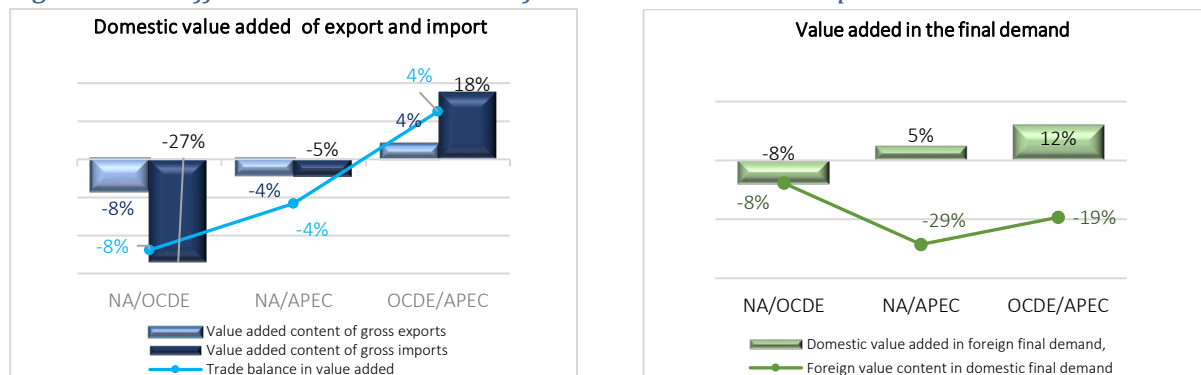 Domestic value added of export and import
4%
18%
4%
-27%
-5%
-8%
-4%
-8%
-4%
NA/OCDE NA/APEC OCDE/APEC
Value added content of gross exports
Value added content of gross imports
Trade balance in value added
Value added in the final demand
-8%
5%
12%
-8%
-29%
-19%
NA/OCDE NA/APEC OCDE/APEC
Domestic value added in foreign final demand,
Foreign value content in domestic final demand